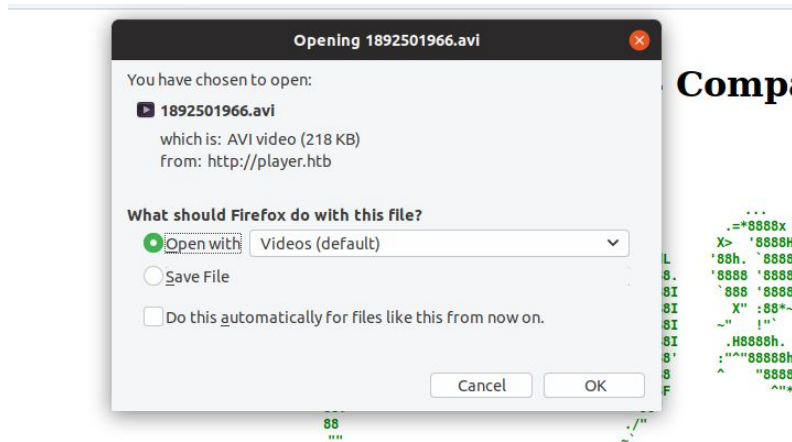 Opening 1892501966.avi
You have chosen to open:
1892501966.avi
which is: AVI video (218 KB)
from: http://player.htb
What should Firefox do with this file?
Open with Videos (default)
Save File
Do this automatically for files like this from now on.
Cancel OK